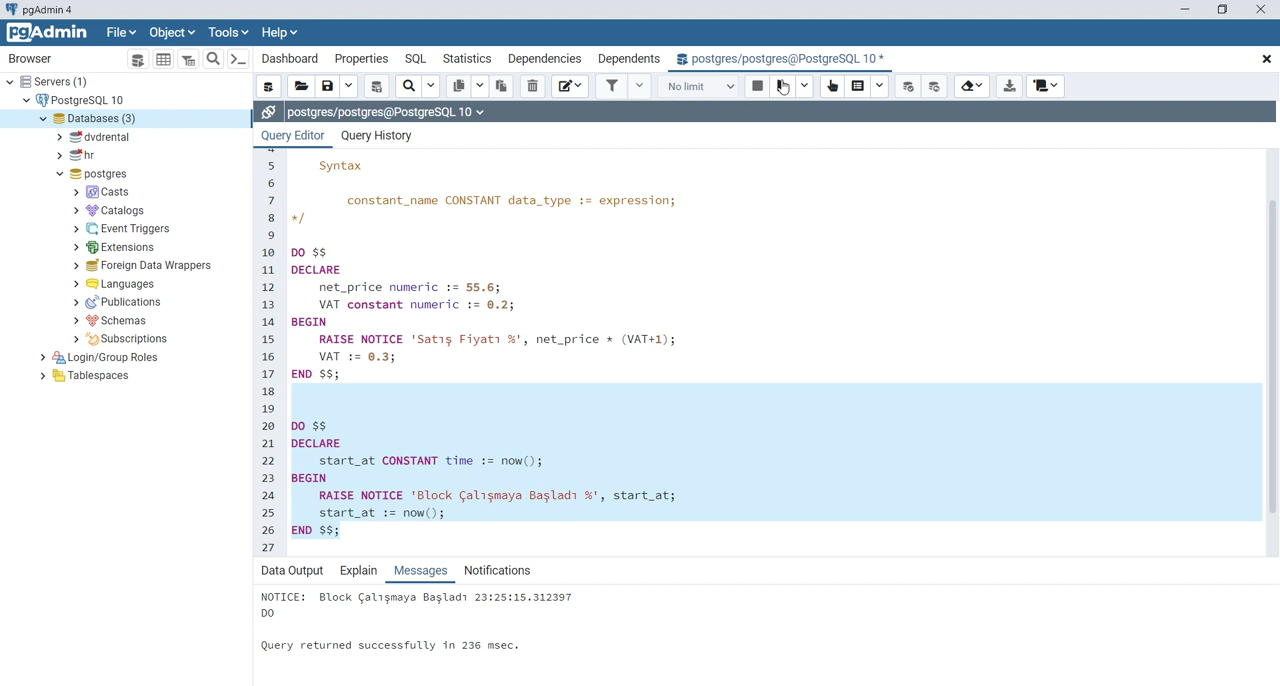 pgAdmin 4
pgAdmin File Object Tools Help
Browser
Dashboard Properties SQL Statistics Dependencies Dependents postgres/postgres@PostgreSQL 10 *
Servers (1)
PostgreSQL 10
Databases (3)
dvdrental
hr
postgres
Casts
Catalogs
Event Triggers
Extensions
Foreign Data Wrappers
Languages
Publications
Schemas
Subscriptions
Login/Group Roles
Tablespaces
No limit
postgres/postgres@PostgreSQL 10
Query Editor Query History
4
5 Syntax
6
7 constant_name CONSTANT data_type := expression;
8 */
9
10 DO $$
11 DECLARE
12 net_price numeric := 55.6;
13 VAT constant numeric := 0.2;
14 BEGIN
15 RAISE NOTICE 'Satış Fiyatı %', net_price * (VAT+1);
16 VAT := 0.3;
17 END $$;
18
19
20 DO $$
21 DECLARE
22 start_at CONSTANT time := now();
23 BEGIN
24 RAISE NOTICE 'Block Çalışmaya Başladı %', start_at;
25 start_at := now();
26 END $$;
27
Data Output Explain Messages Notifications
NOTICE: Block Çalışmaya Başladı 23:25:15.312397
DO
Query returned successfully in 236 msec.